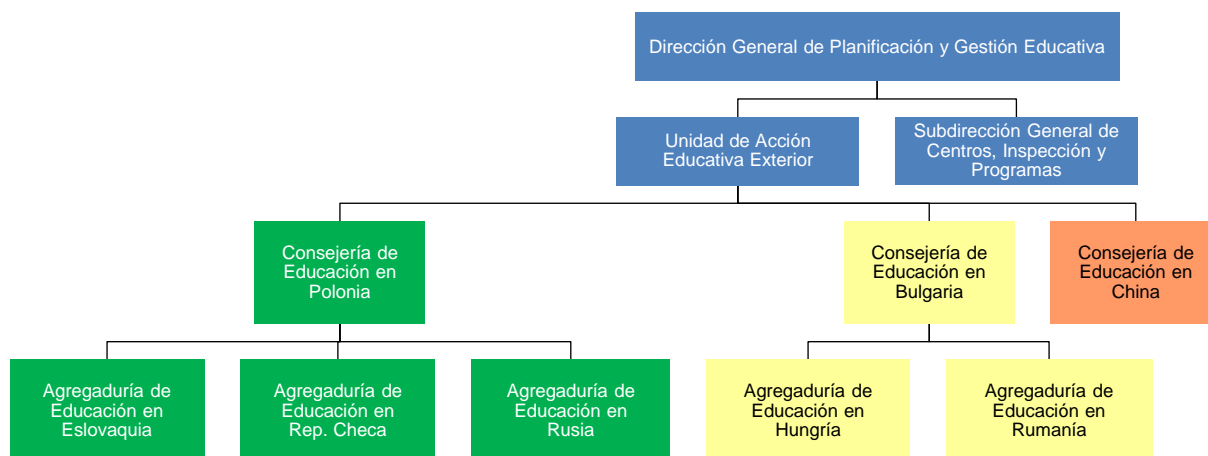 Dirección General de Planificación y Gestión Educativa
Unidad de Acción
Educativa Exterior
Subdirección General de
Centros, Inspección y
Programas
Consejería de
Educación en
Polonia
Consejería de
Educación en
Bulgaria
Consejería de
Educación en
China
Agregaduría de
Educación en
Eslovaquia
Agregaduría de
Educación en
Rep. Checa
Agregaduría de
Educación en
Rusia
Agregaduría de
Educación en
Hungría
Agregaduría de
Educación en
Rumanía